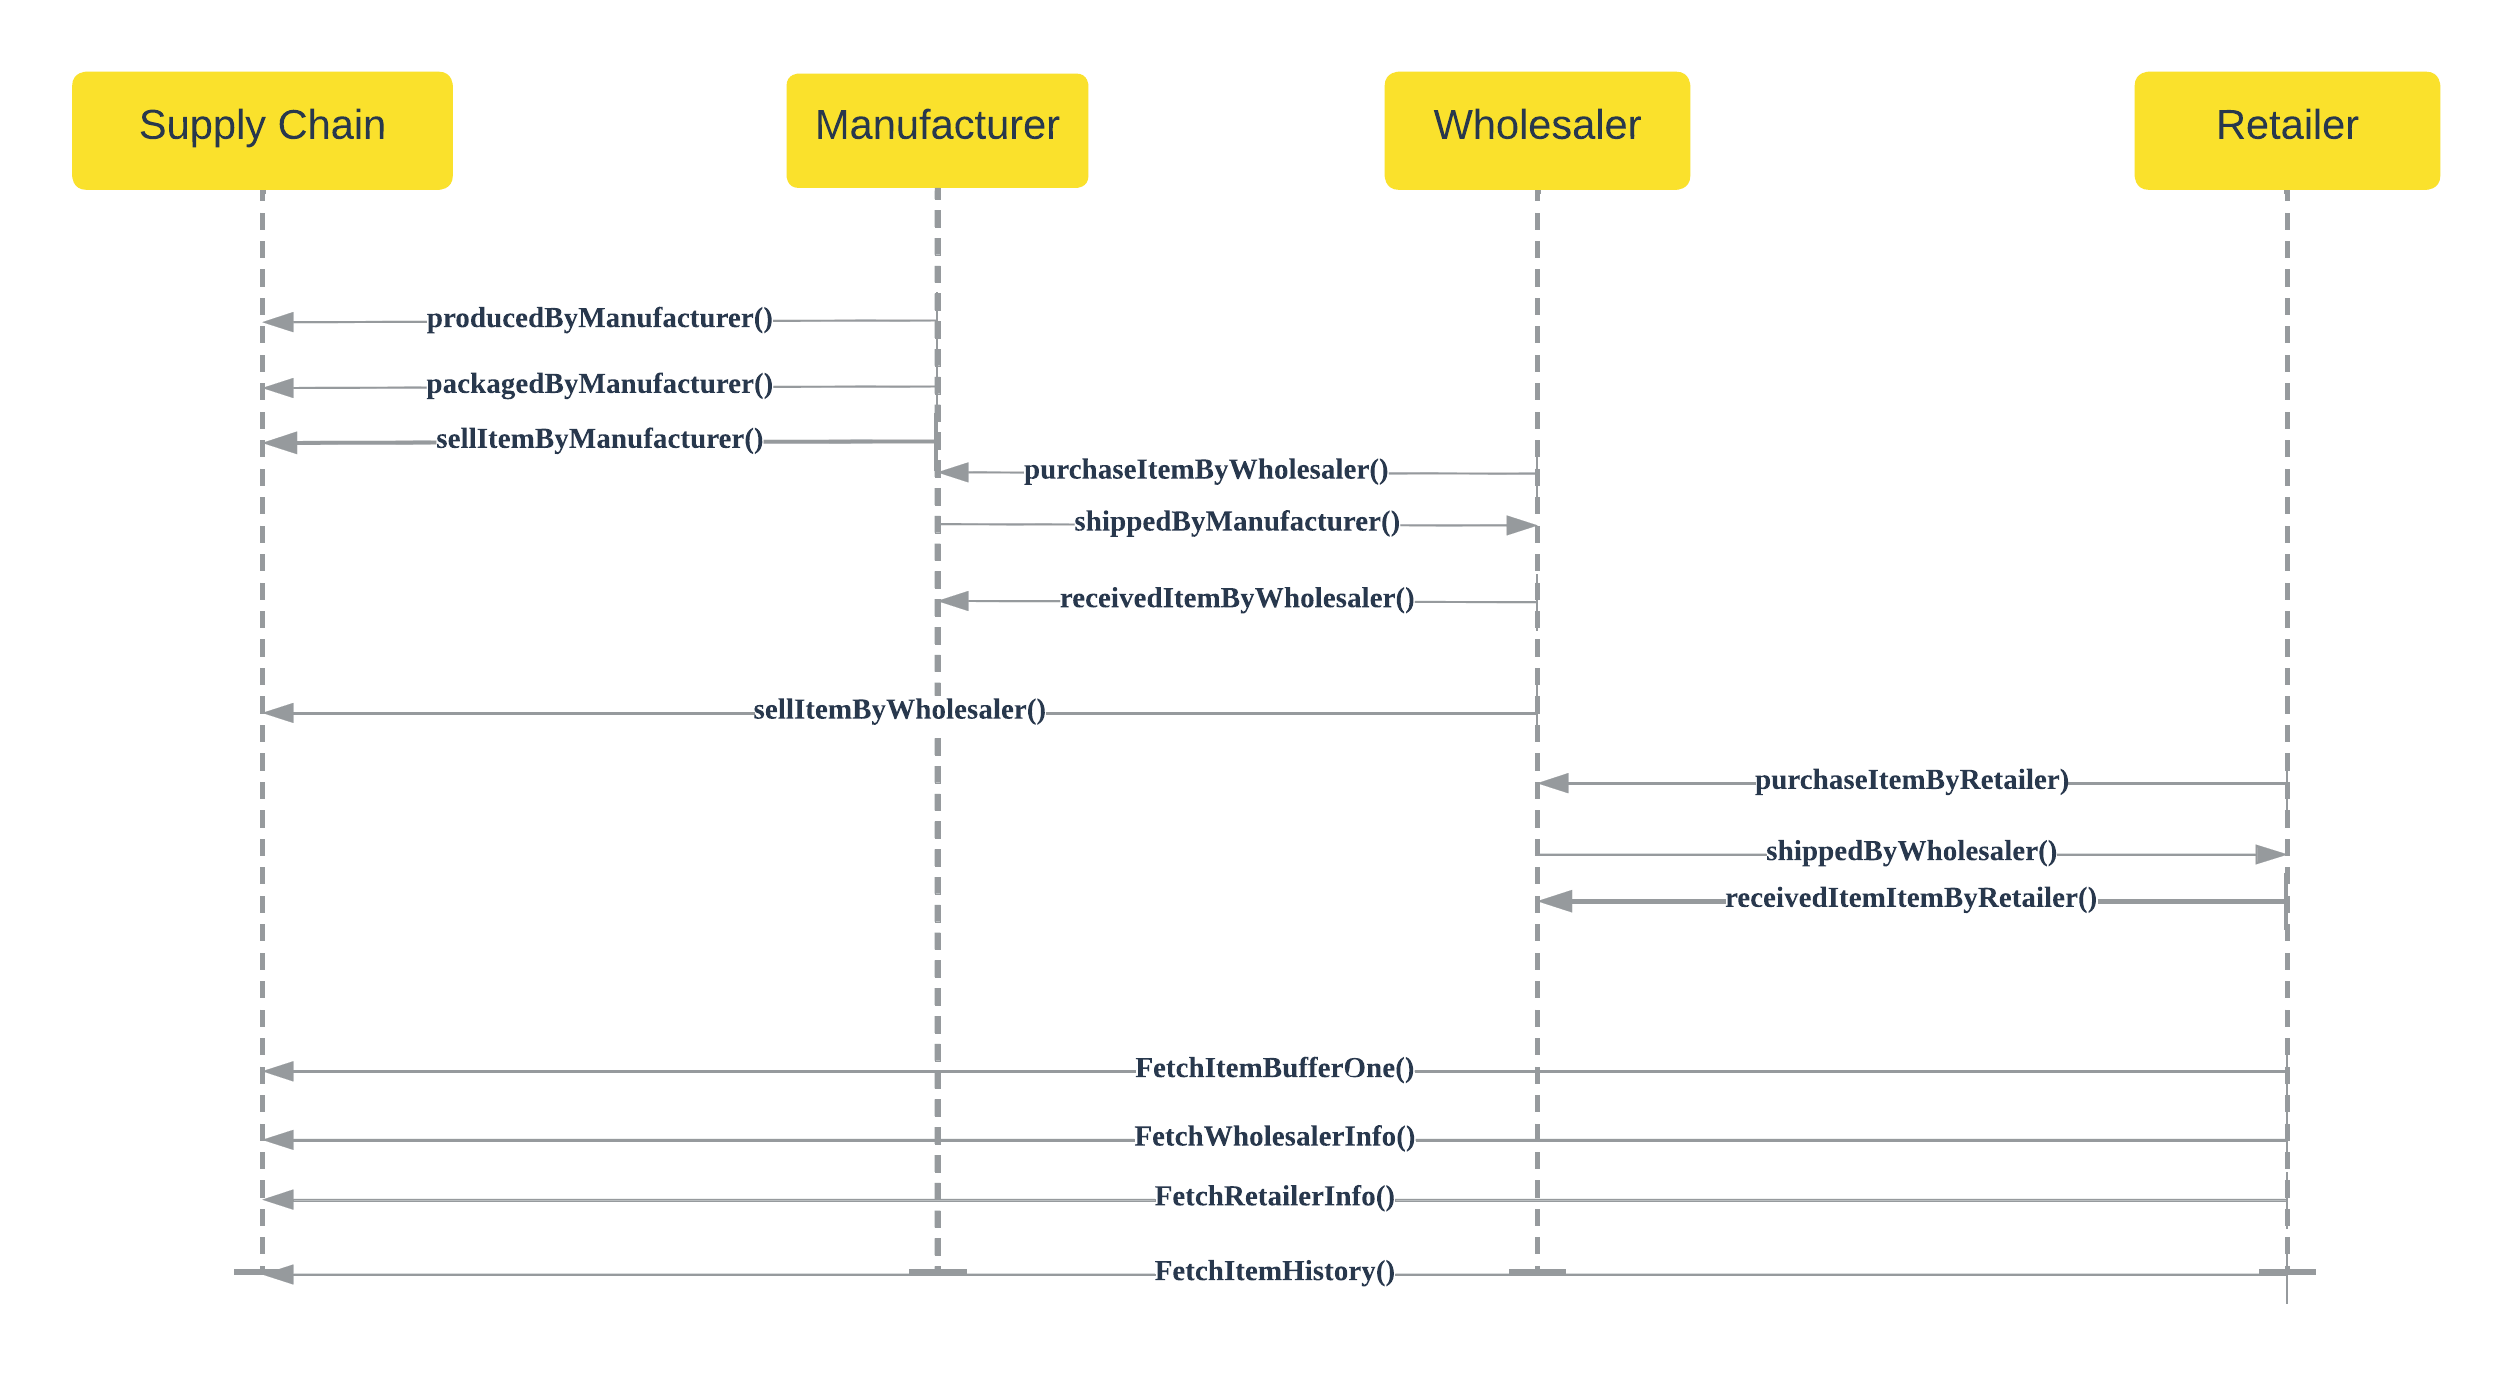 Supply Chain
Manufacturer
Wholesaler
Retailer
producedByManufacturer()
packagedByManufacturer()
sellItemByManufacturer()
purchaseItemByWholesaler()
shippedByManufacturer()
receivedItemByWholesaler()
sellItemByWholesaler()
purchaseItemByRetailer)
shippedByWholesaler()
receivedItemItemByRetailer()
FetchItemBufferOne()
FetchWholesalerInfo()
FetchRetailerInfo()
FetchItemHistory()